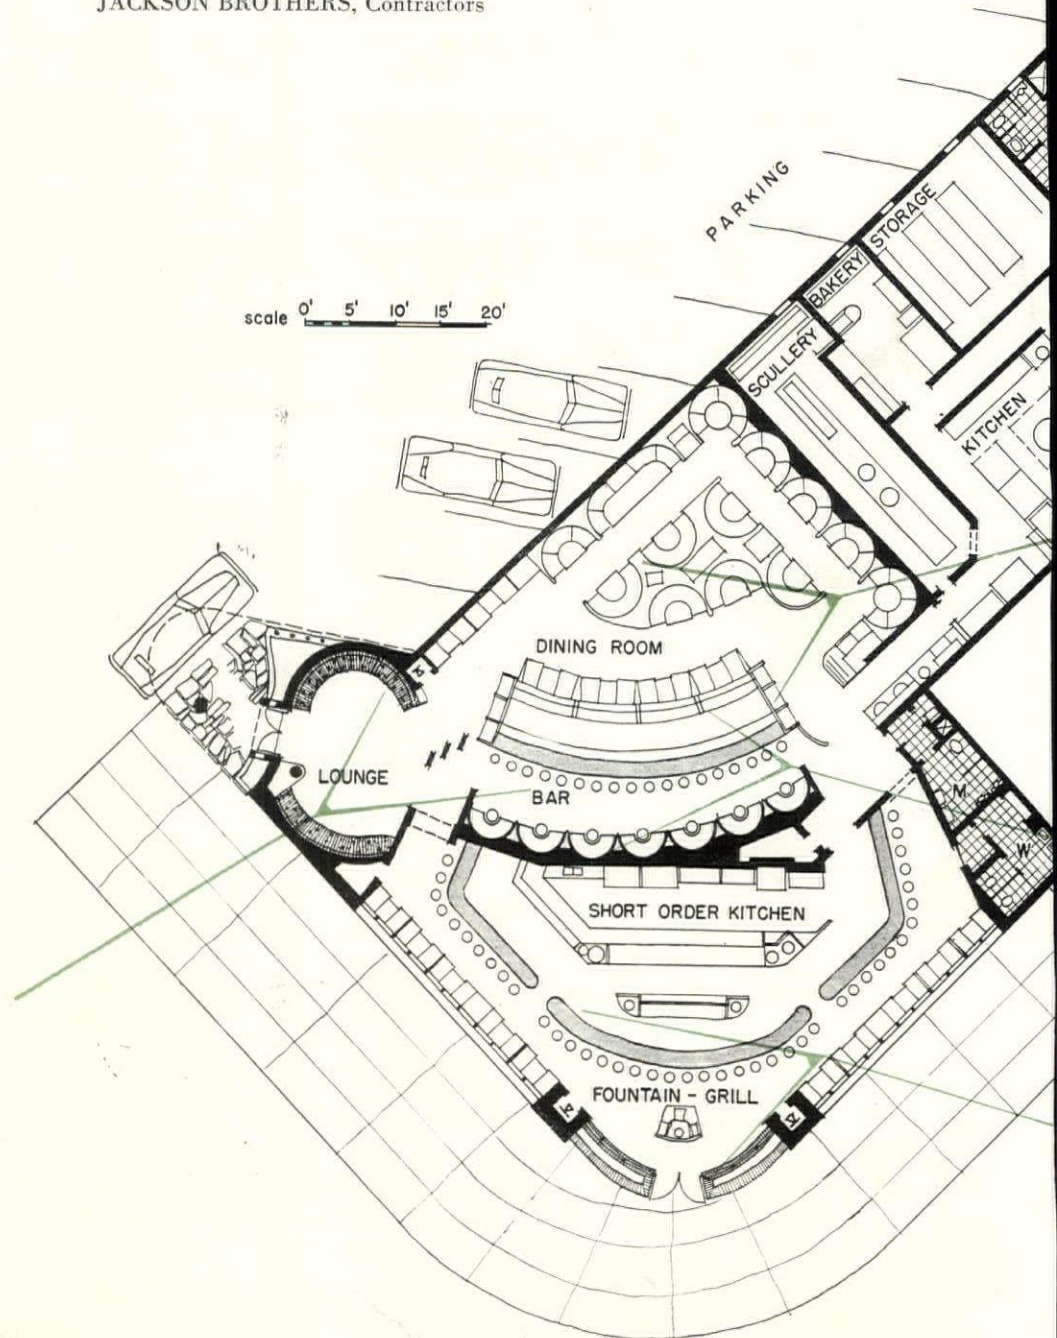 JACKSON BROTHERS, Contractors
PARKING
STORAGE
BAKERY
scale 0' 5' 10' 15' 20'
SCULLERY
KITCHEN
DINING ROOM
LOUNGE
BAR
M
W
SHORT ORDER KITCHEN
FOUNTAIN - GRILL